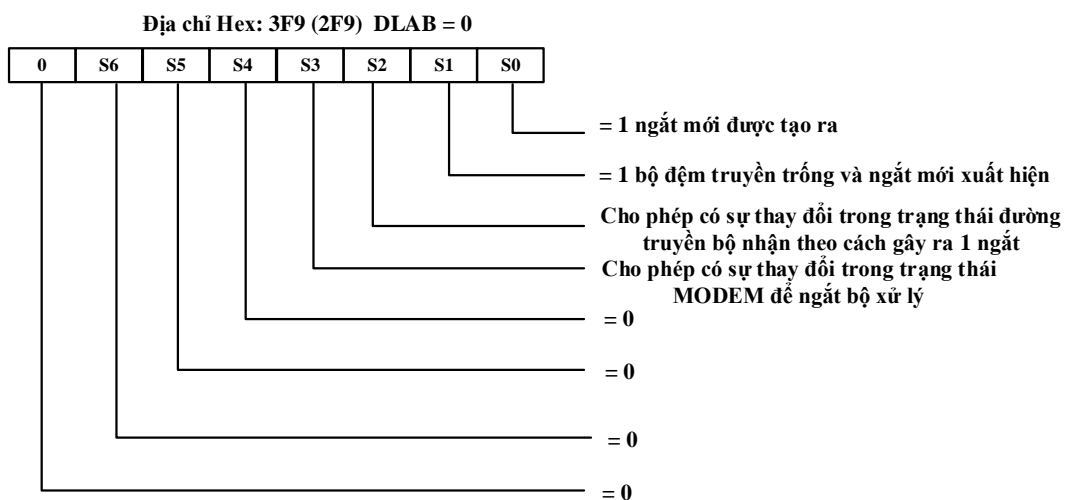 Địa chỉ Hex: 3F9 (2F9) DLAB = 0
0 S6 S5 S4 S3 S2 S1 S0
= 1 ngắt mới được tạo ra
= 1 bộ đệm truyền trống và ngắt mới xuất hiện
Cho phép có sự thay đổi trong trạng thái đường
truyền bộ nhận theo cách gây ra 1 ngắt
Cho phép có sự thay đổi trong trạng thái
MODEM để ngắt bộ xử lý
= 0
= 0
= 0
= 0